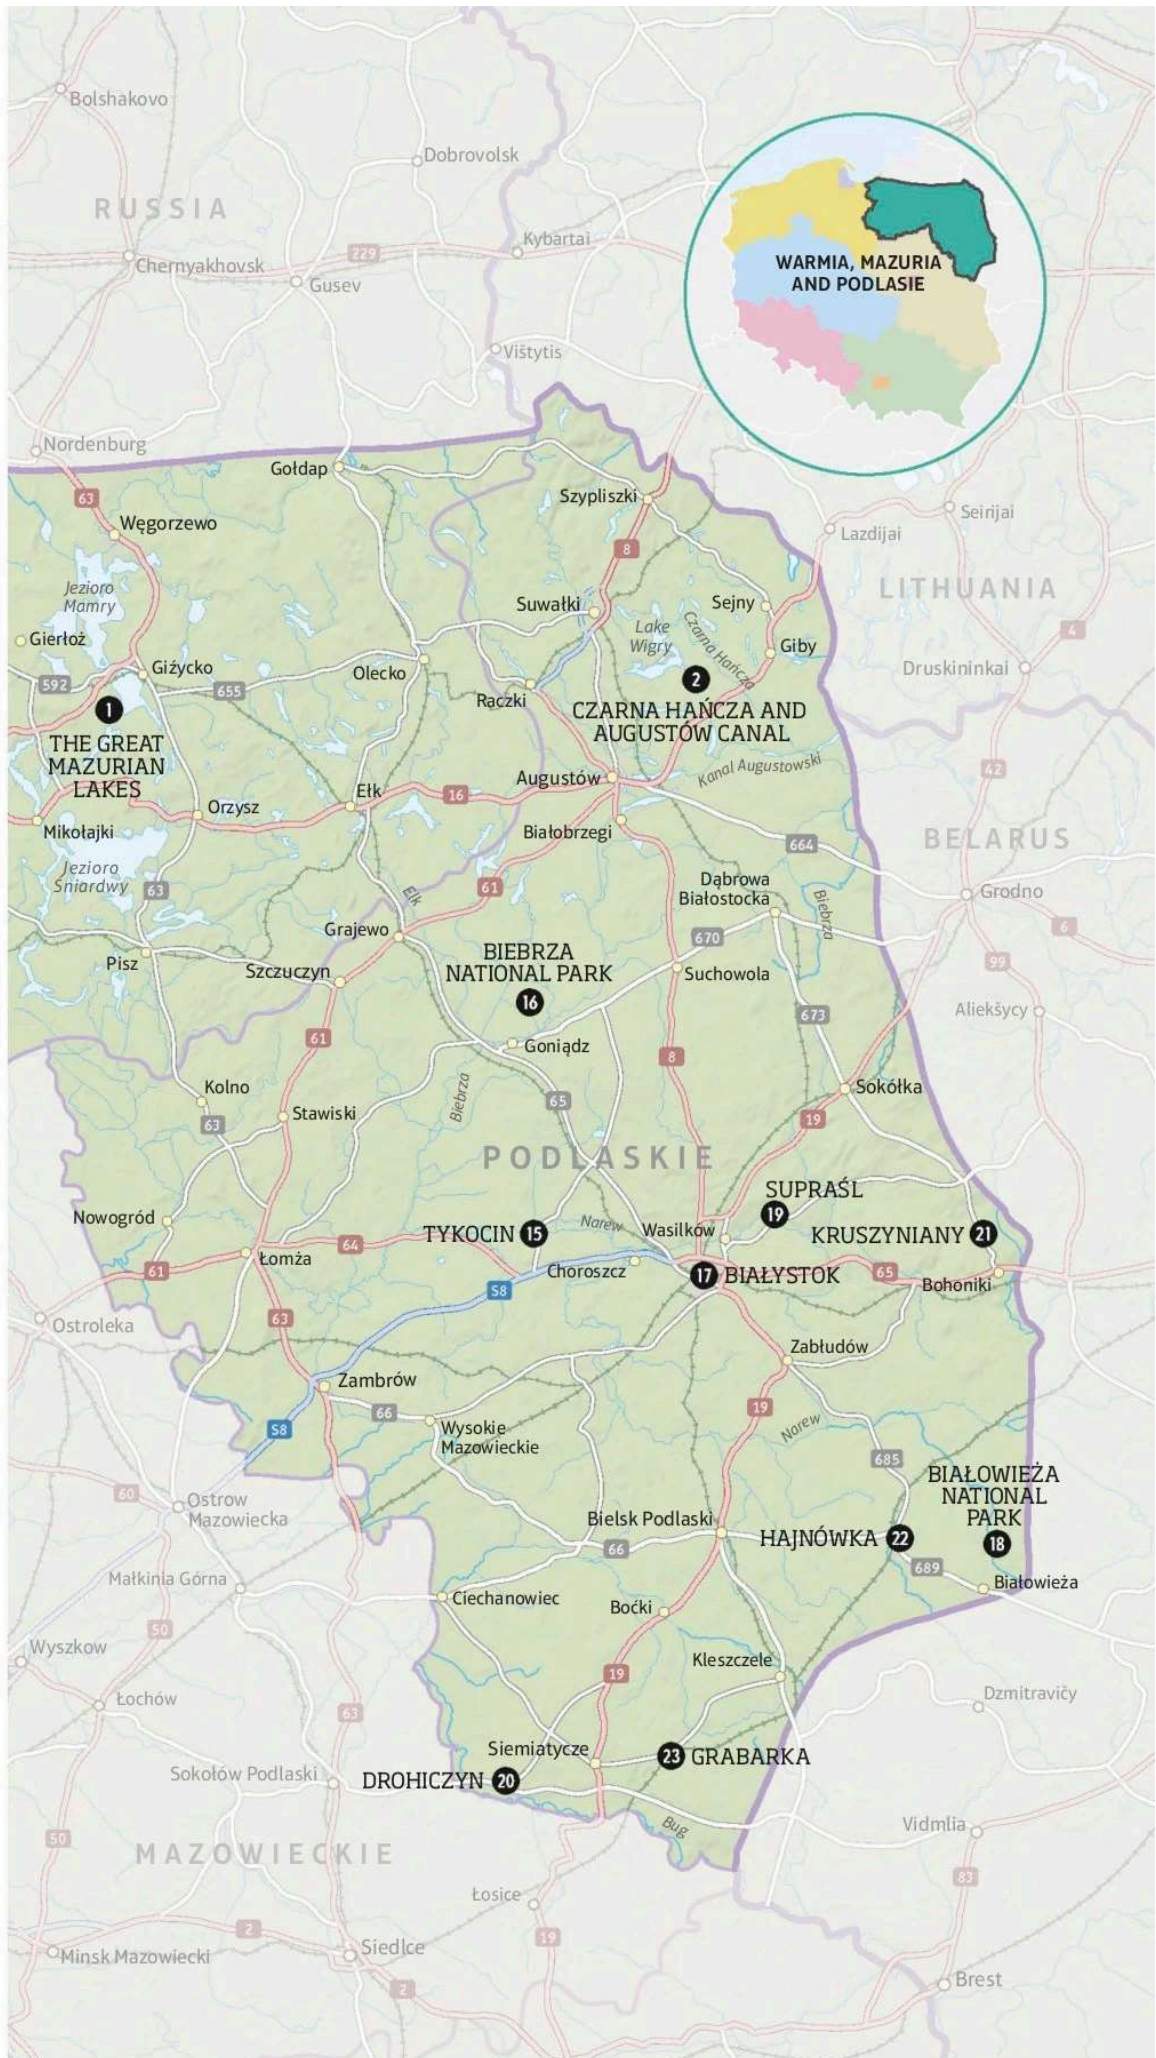 Bolshakovo
Dobrovolsk
RUSSIA
Kybartai
229
Chernyakhovsk
Gusev
WARMIA, MAZURIA
AND PODLASIE
Vištytis
Nordenburg
Gołdap
63
Szypliszki
Seirijai
Węgorzewo
Lazdijai
8
Jezioro
Mamry
LITHUANIA
Suwałki
Sejny
Lake
Wigry
Czarna Hańcza
4
Gierłoż
Giby
Giżycko
Olecko
Druskininkai
592
655
Raczki
2
CZARNA HAŃCZA AND
AUGUSTÓW CANAL
1
THE GREAT
MAZURIAN
LAKES
Augustów
Kanal Augustowski
42
Ełk
16
Orzysz
Mikołajki
Białobrzegi
664
BELARUS
Jezioro
Śniardwy
63
61
Dąbrowa
Białostocka
Grodno
Elk
Biebrza
6
Grajewo
670
BIEBRZA
NATIONAL PARK
16
Pisz
Szczuczyn
Suchowola
99
673
Aliekšycy
61
Goniądz
8
Kolno
Biebrza
65
Sokółka
63
Stawiski
19
PODLASKIE
SUPRAŚL
19
Nowogród
TYKOCIN
15
Narew
Wasilków
KRUSZYNIANY
21
64
Łomża
61
Choroszcz
17
BIAŁYSTOK
65
Bohoniki
S8
Ostroleka
63
Zabłudów
Zambrów
66
19
S8
Wysokie
Mazowieckie
Narew
685
BIAŁOWIEŻA
NATIONAL
PARK
18
60
Ostrow
Mazowiecka
Bielsk Podlaski
HAJNÓWKA
22
66
689
Małkinia Górna
Białowieża
Ciechanowiec
Boćki
50
Wyszkow
Kleszczele
19
Łochów
Dzmitravičy
63
Siemiatycze
23
GRABARKA
Sokołów Podlaski
DROHICZYN
20
Bug
Vidmlia
50
MAZOWIECKIE
83
Łosice
2
19
Minsk Mazowiecki
Siedlce
2
Brest